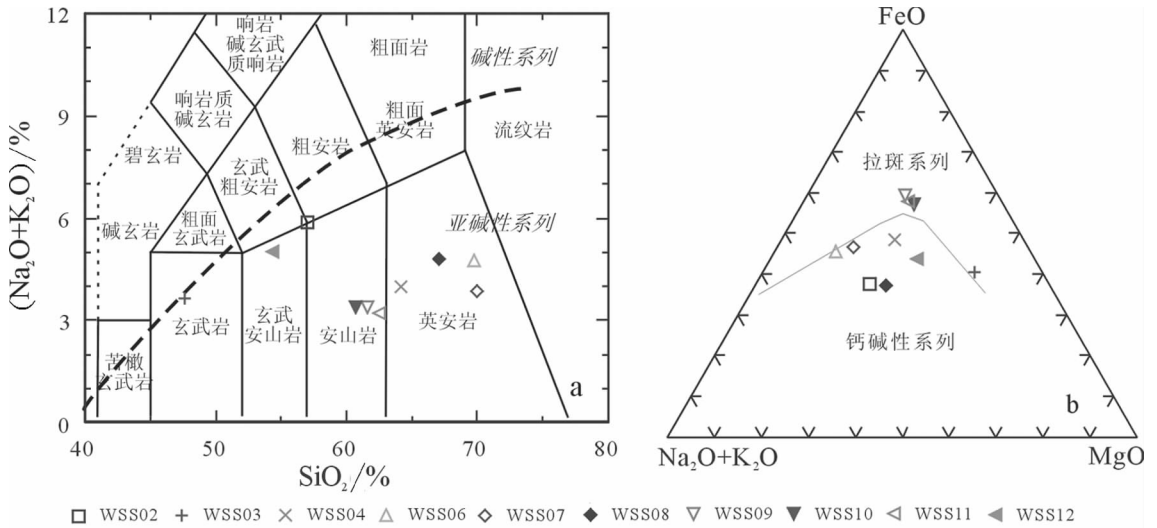 12
9
6
3
0
(Na₂O+K₂O)/%
响岩
碱玄武
质响岩
粗面岩
碱性系列
响岩质
碱玄岩
粗面
英安岩
流纹岩
粗安岩
碧玄岩
玄武
粗安岩
碱玄岩
粗面
玄武岩
亚碱性系列
玄武岩
玄武
安山岩
安山岩
英安岩
苦橄
玄武岩
a
40 50 60 70 80
SiO₂/%
FeO
拉斑系列
钙碱性系列
b
Na₂O+K₂O
MgO
WSS02 WSS03 WSS04 WSS06 WSS07 WSS08 WSS09 WSS10 WSS11 WSS12